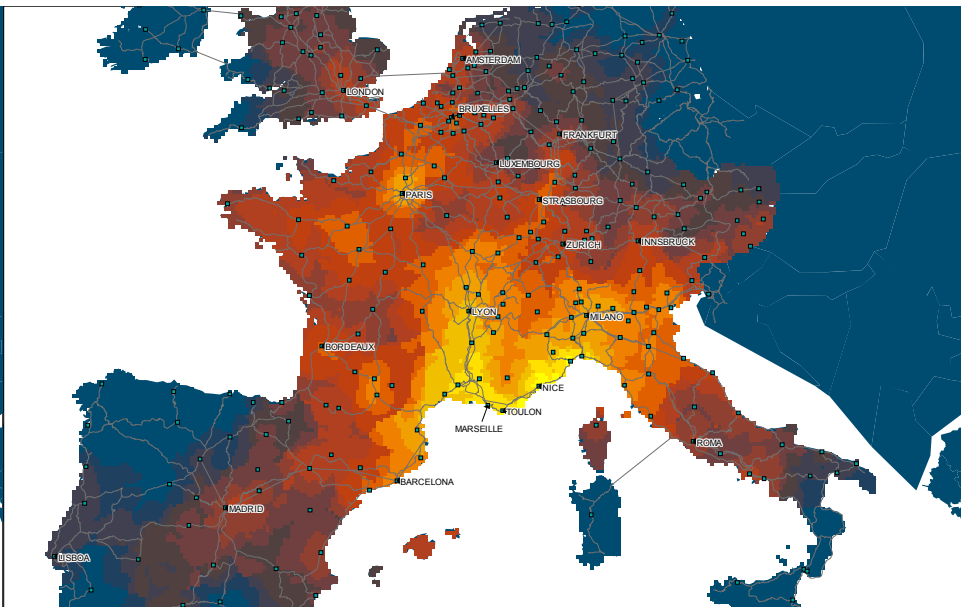 AMSTERDAM
LONDON
BRUXELLES
FRANKFURT
LUXEMBOURG
PARIS
STRASBOURG
ZURICH
INNSBRUCK
LYON
MILANO
BORDEAUX
NICE
TOULON
MARSEILLE
ROMA
BARCELONA
MADRID
LISBOA